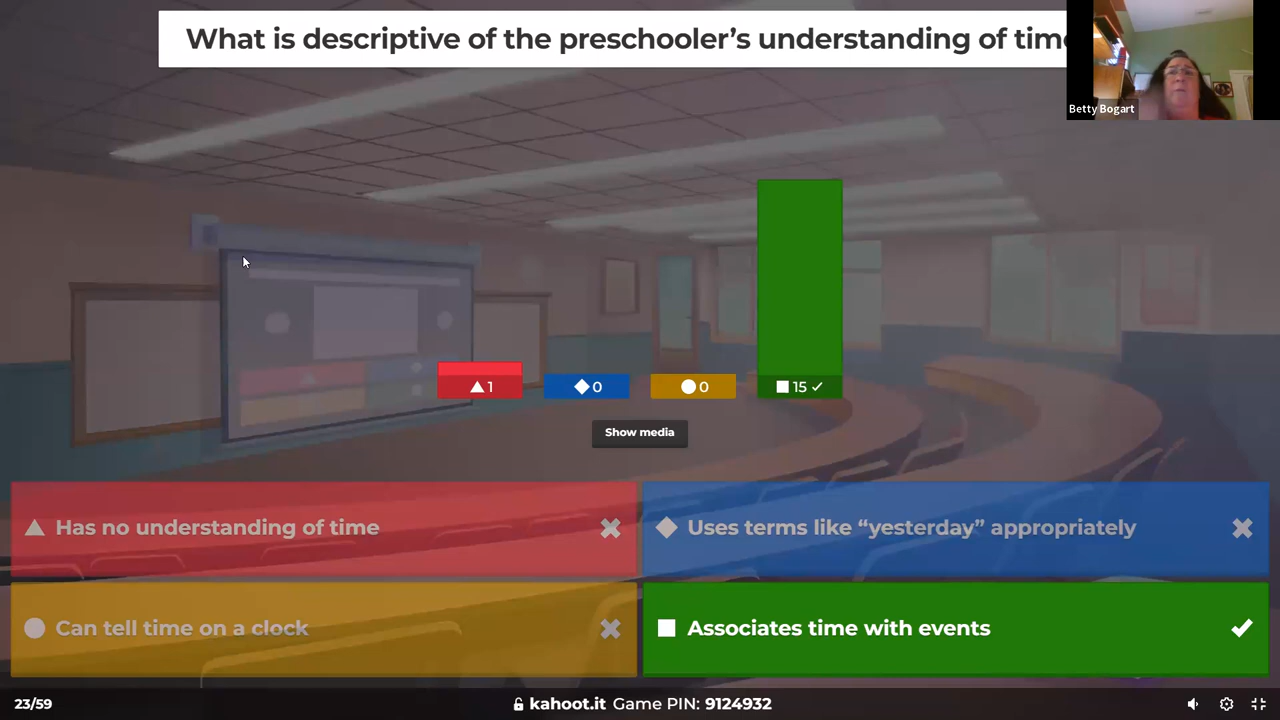 What is descriptive of the preschooler's understanding of tim
Betty Bogart
1
0
0
15
Show media
Has no understanding of time
Uses terms like “yesterday” appropriately
Can tell time on a clock
Associates time with events
23/59
kahoot.it Game PIN: 9124932